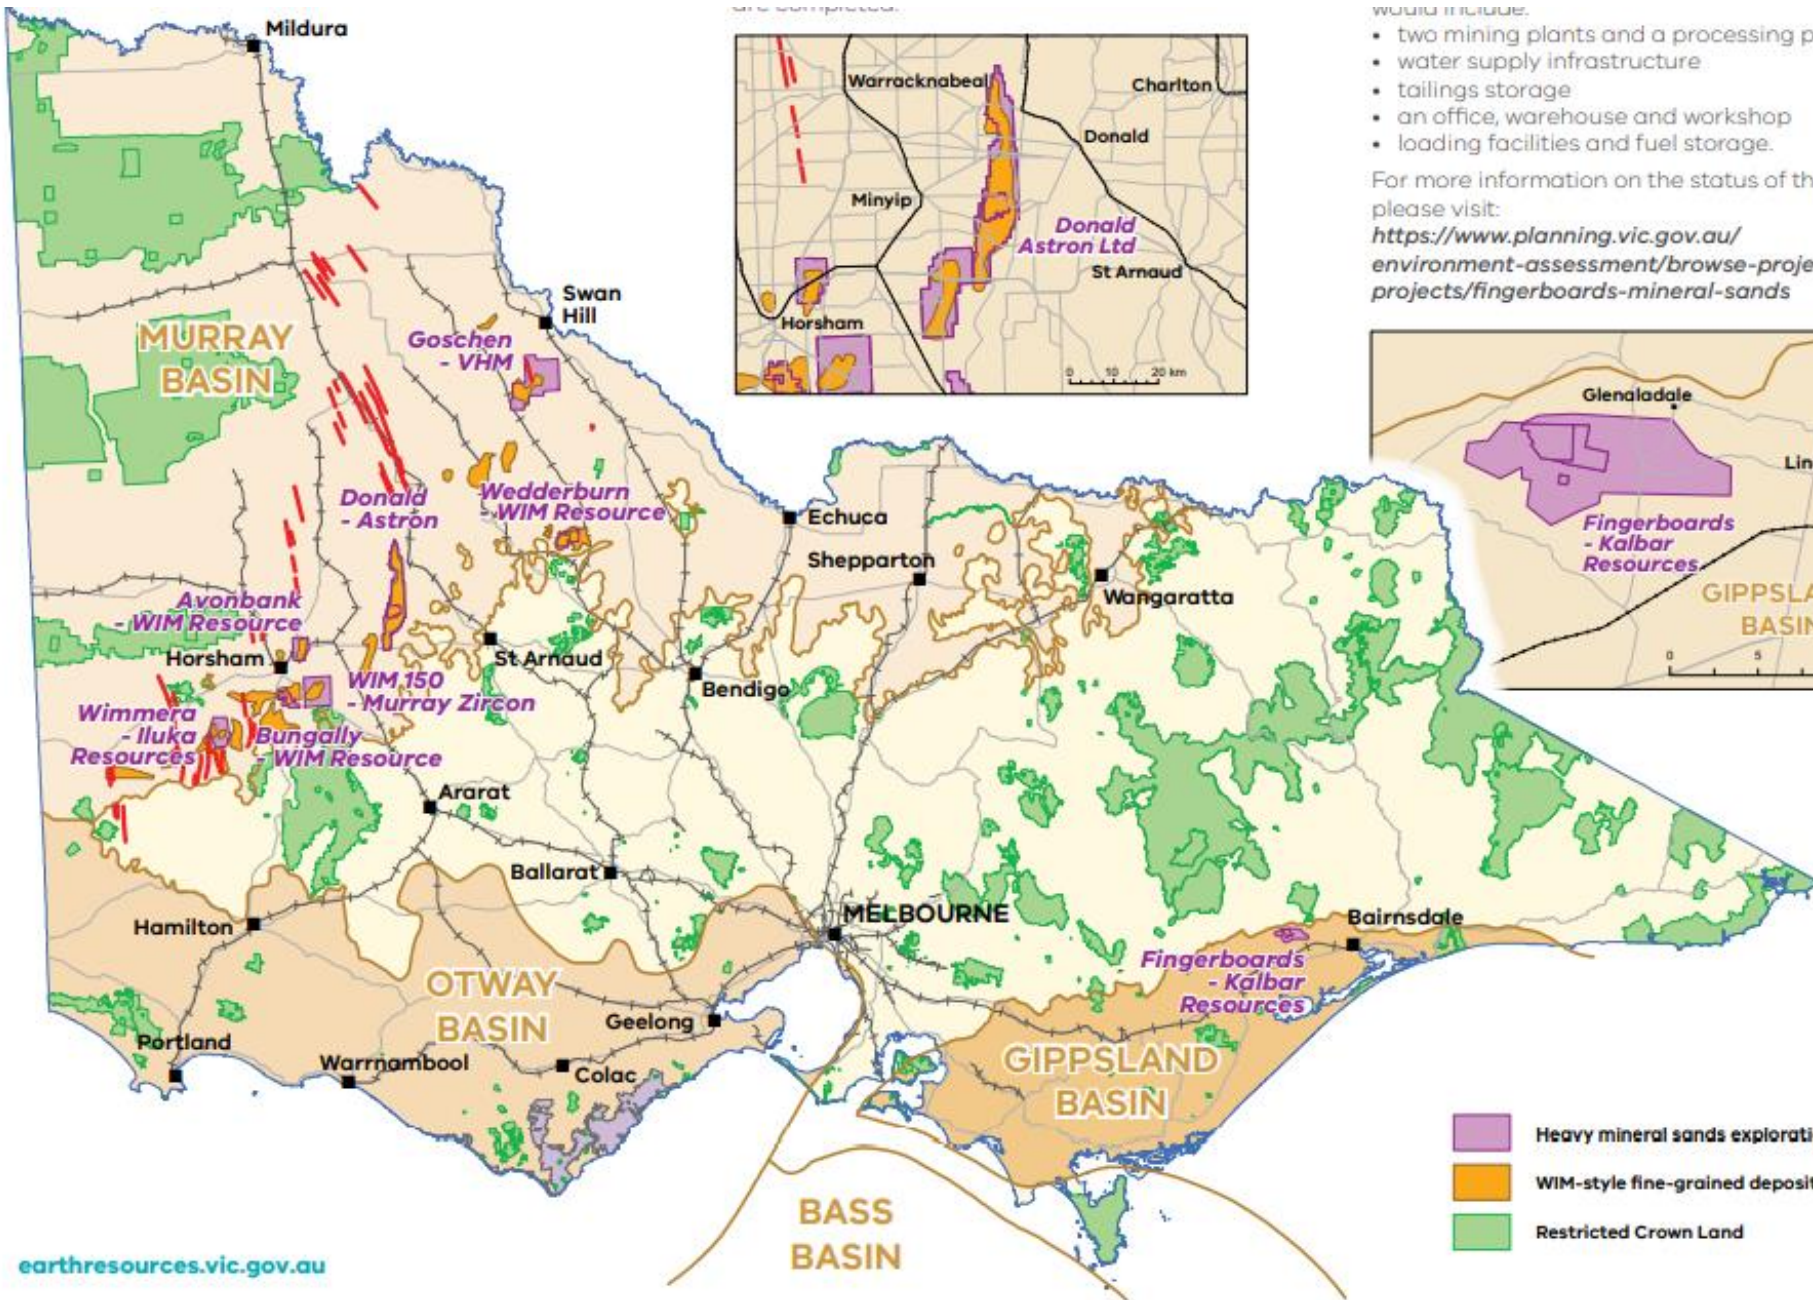 are completed.
would include:
• two mining plants and a processing p
• water supply infrastructure
• tailings storage
• an office, warehouse and workshop
• loading facilities and fuel storage.
For more information on the status of th
please visit:
https://www.planning.vic.gov.au/
environment-assessment/browse-proje
projects/fingerboards-mineral-sands
Mildura
Swan
Hill
MURRAY
BASIN
Goschen
- VHM
Donald
- Astron
Wedderburn
- WIM Resource
Echuca
Shepparton
Wangaratta
Avonbank
- WIM Resource
Horsham
St Arnaud
Bendigo
WIM 150
- Murray Zircon
Wimmera
- Iluka
Resources
Bungally
- WIM Resource
Ararat
Ballarat
MELBOURNE
Hamilton
Bairnsdale
Fingerboards
- Kalbar
Resources
OTWAY
BASIN
Geelong
Portland
Warrnambool
Colac
GIPPSLAND
BASIN
BASS
BASIN
Warracknabeal
Charlton
Donald
Minyip
Donald
Astron Ltd
St Arnaud
Horsham
0 10 20 km
Glenaladale
Lin
Fingerboards
- Kalbar
Resources
GIPPSLA
BASIN
0 5
Heavy mineral sands explorati
WIM-style fine-grained deposit
Restricted Crown Land
earthresources.vic.gov.au